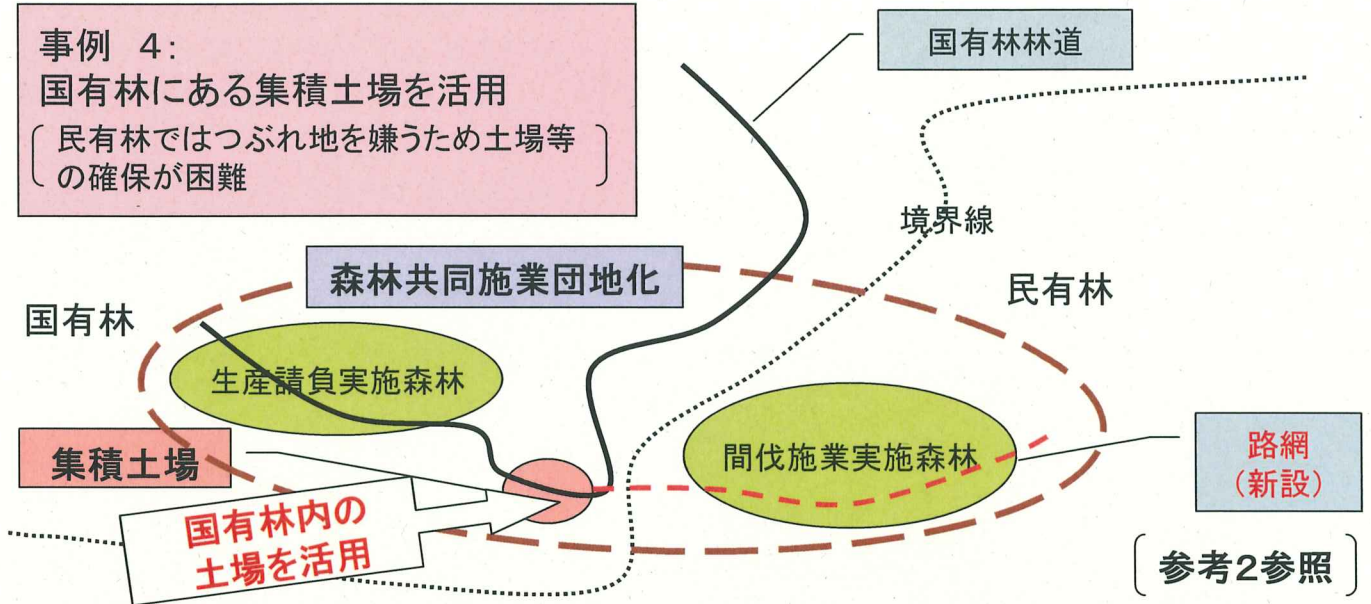 事例 4:
国有林にある集積土場を活用
民有林ではつぶれ地を嫌うため土場等
の確保が困難
国有林林道
境界線
森林共同施業団地化
民有林
国有林
生産請負実施森林
集積土場
間伐施業実施森林
路網
(新設)
国有林内の
土場を活用
参考2参照